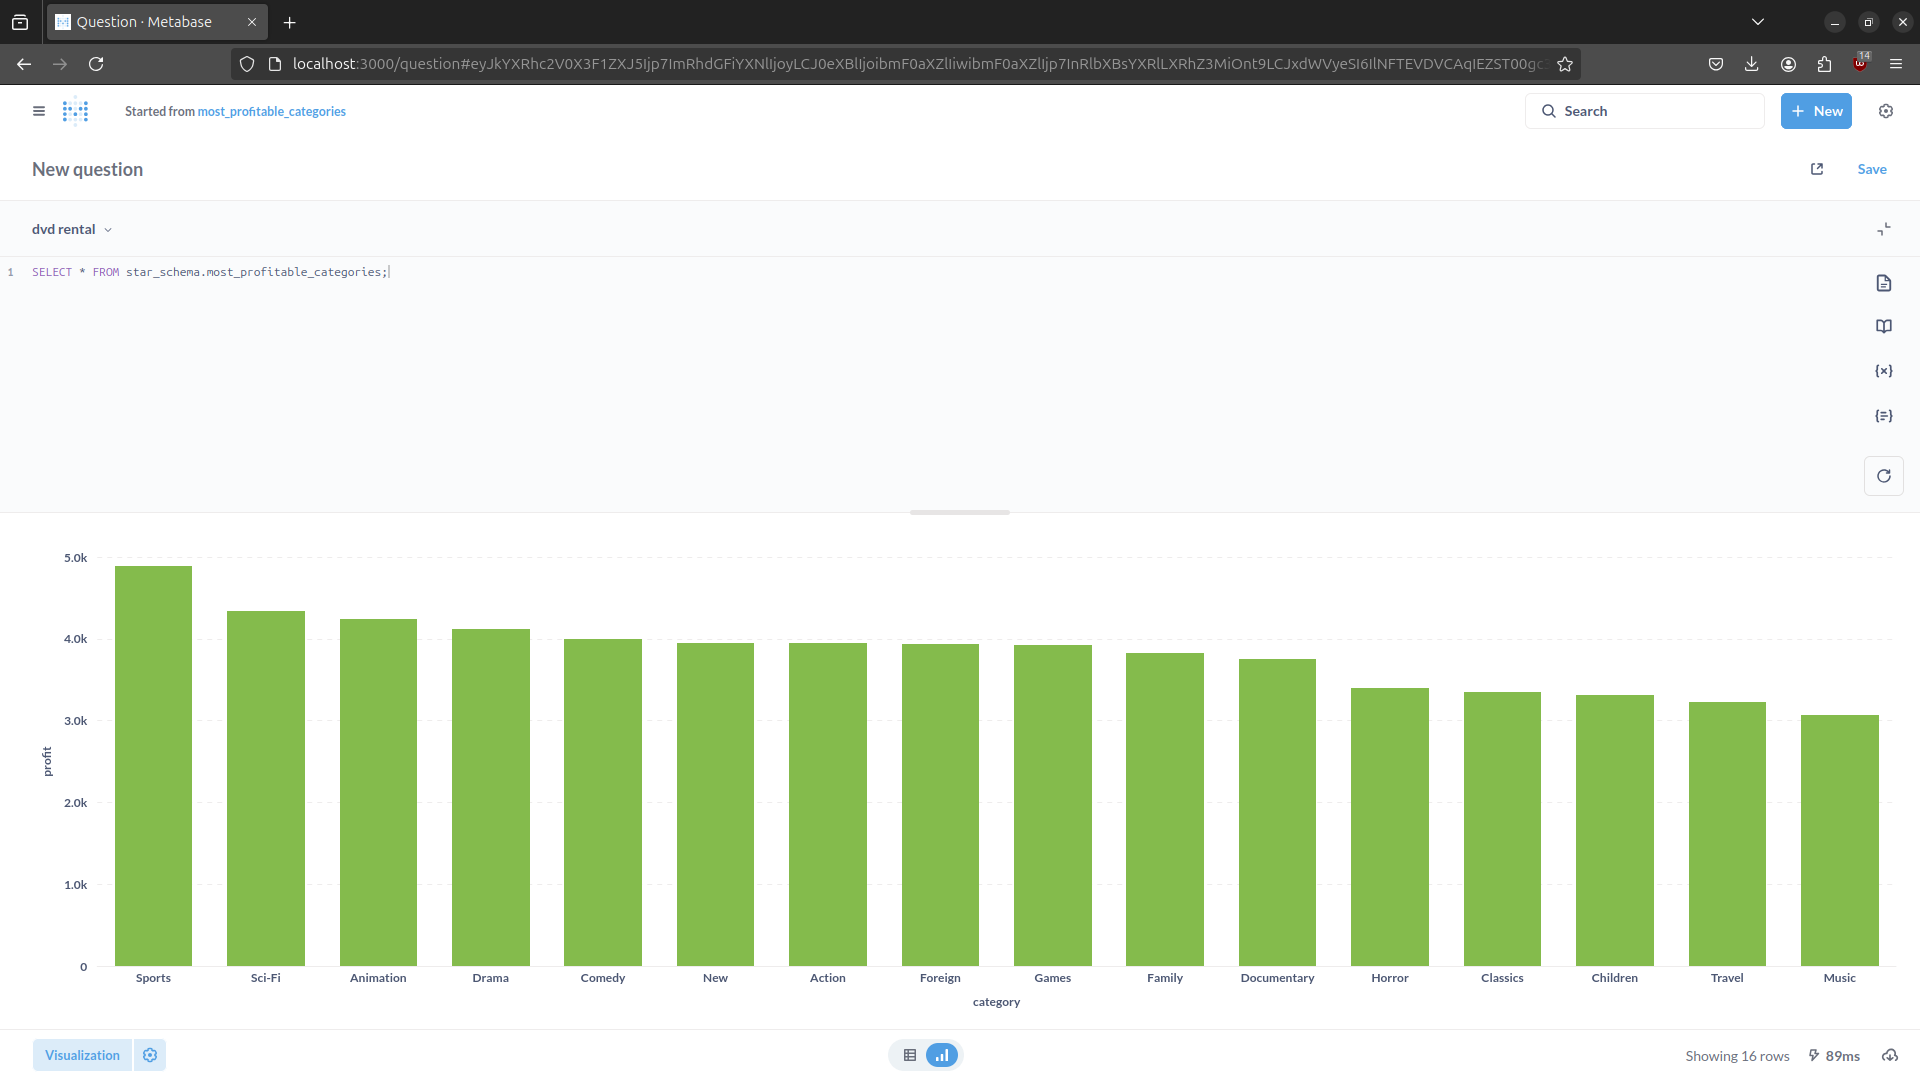 Question · Metabase
localhost:3000/question#eyJkYXRhc2V0X3F1ZXJ5Ijp7ImRhdGFiYXNlIjoyLCJ0eXBlIjoibmF0aXZlIiwibmF0aXZlIjp7InRlbXBsYXRlLXRhZ3MiOnt9LCJxdWVyeSI6IlNFTEVDVCAqIEZST00gc3
14
Started from most_profitable_categories
Search
+ New
New question
Save
dvd rental
1 SELECT * FROM star_schema.most_profitable_categories;
5.0k
4.0k
3.0k
2.0k
1.0k
0
profit
Sports Sci-Fi Animation Drama Comedy New Action Foreign Games Family Documentary Horror Classics Children Travel Music
category
Visualization
Showing 16 rows
89ms